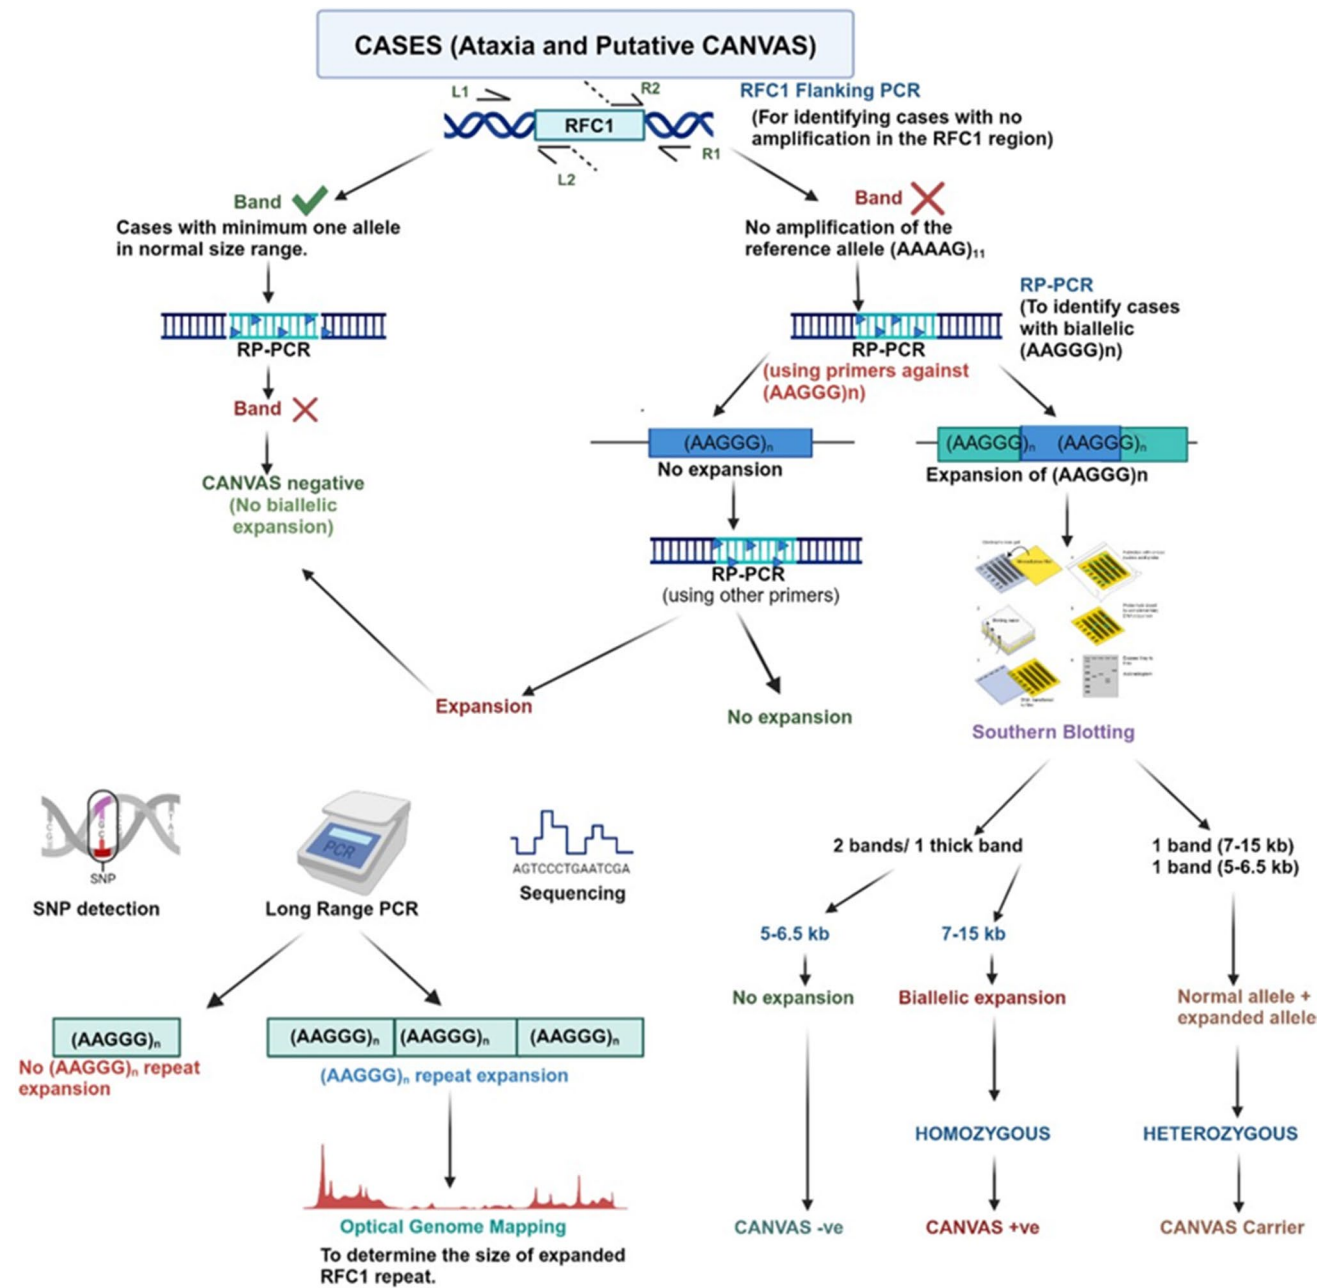 CASES (Ataxia and Putative CANVAS)
L1
R2
RFC1
L2
R1
RFC1 Flanking PCR
(For identifying cases with no
amplification in the RFC1 region)
Band
Cases with minimum one allele
in normal size range.
RP-PCR
Band
CANVAS negative
(No biallelic
expansion)
Band
No amplification of the
reference allele (AAAAG)₁₁
RP-PCR
(To identify cases
with biallelic
(AAGGG)n)
RP-PCR
(using primers against
(AAGGG)n)
(AAGGG)ₙ
No expansion
(AAGGG)ₙ (AAGGG)ₙ
Expansion of (AAGGG)n
RP-PCR
(using other primers)
Expansion
No expansion
Southern Blotting
2 bands/ 1 thick band
1 band (7-15 kb)
1 band (5-6.5 kb)
5-6.5 kb
7-15 kb
No expansion
Biallelic expansion
Normal allele +
expanded allele
HOMOZYGOUS
HETEROZYGOUS
CANVAS -ve
CANVAS +ve
CANVAS Carrier
SNP
SNP detection
PCR
Long Range PCR
AGTCCCTGAATCGA
Sequencing
(AAGGG)ₙ
No (AAGGG)ₙ repeat
expansion
(AAGGG)ₙ (AAGGG)ₙ (AAGGG)ₙ
(AAGGG)ₙ repeat expansion
Optical Genome Mapping
To determine the size of expanded
RFC1 repeat.